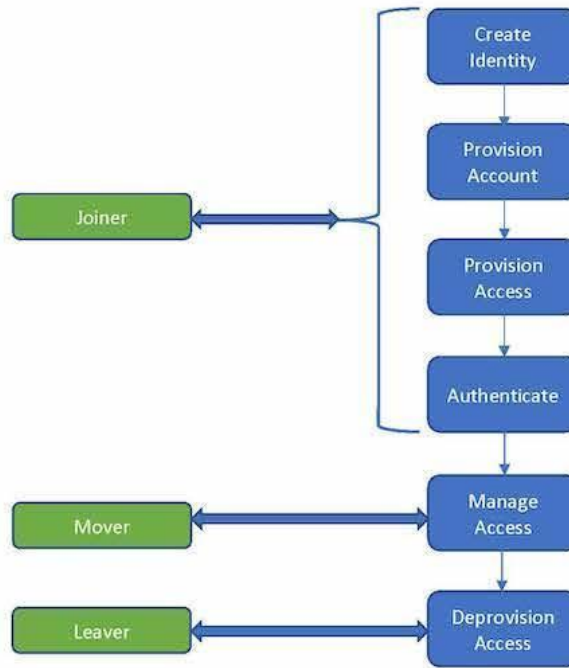 Create
Identity
Provision
Account
Joiner
Provision
Access
Authenticate
Mover
Manage
Access
Leaver
Deprovision
Access